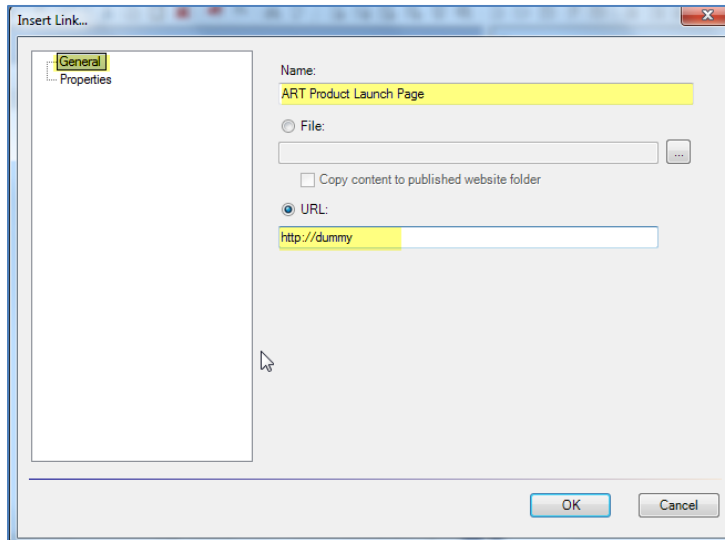 Insert Link...
General
Properties
Name:
ART Product Launch Page
File:
...
Copy content to published website folder
URL:
http://dummy
OK
Cancel